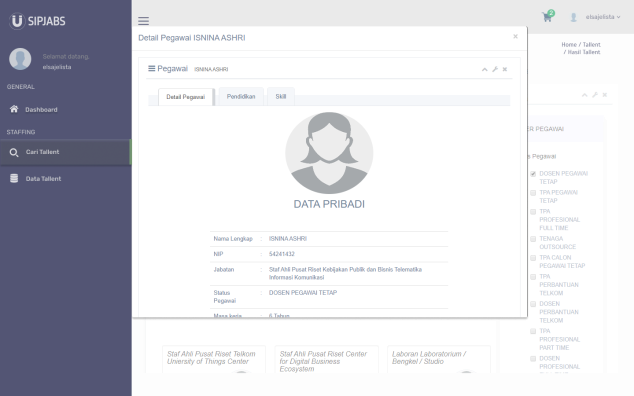 SIPJABS
Selamat datang,
elsajelista
GENERAL
Dashboard
STAFFING
Cari Tallent
Data Tallent
2
elsajelista
Home / Tallent
/ Hasil Tallent
Detail Pegawai ISNINA ASHRI
×
Pegawai ISNINA ASHRI
Detail Pegawai
Pendidikan
Skill
DATA PRIBADI
Nama Lengkap : ISNINA ASHRI
NIP : 54241432
Jabatan : Staf Ahli Pusat Riset Kebijakan Publik dan Bisnis Telematika
Informasi Komunikasi
Status : DOSEN PEGAWAI TETAP
Pegawai
Masa kerja : 6 Tahun
ER PEGAWAI
s Pegawai
DOSEN PEGAWAI
TETAP
TPA PEGAWAI
TETAP
TPA
PROFESIONAL
FULL TIME
TENAGA
OUTSOURCE
TPA CALON
PEGAWAI TETAP
TPA
PERBANTUAN
TELKOM
DOSEN
PERBANTUAN
TELKOM
TPA
PROFESIONAL
PART TIME
DOSEN
PROFESIONAL
Staf Ahli Pusat Riset Telkom
Uniersity of Things Center
Staf Ahli Pusat Riset Center
for Digital Business
Ecosystem
Laboran Laboratorium /
Bengkel / Studio